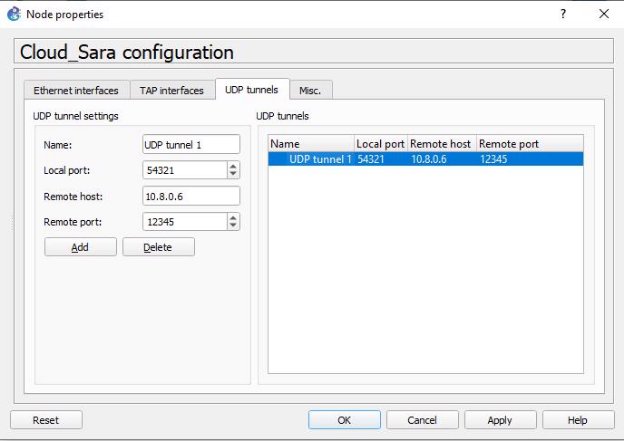 Node properties
?
Cloud_Sara configuration
Ethernet interfaces TAP interfaces UDP tunnels Misc.
UDP tunnel settings
Name: UDP tunnel 1
Local port: 54321
Remote host: 10.8.0.6
Remote port: 12345
Add Delete
UDP tunnels
Name Local port Remote host Remote port
UDP tunnel 1 54321 10.8.0.6 12345
Reset OK Cancel Apply Help